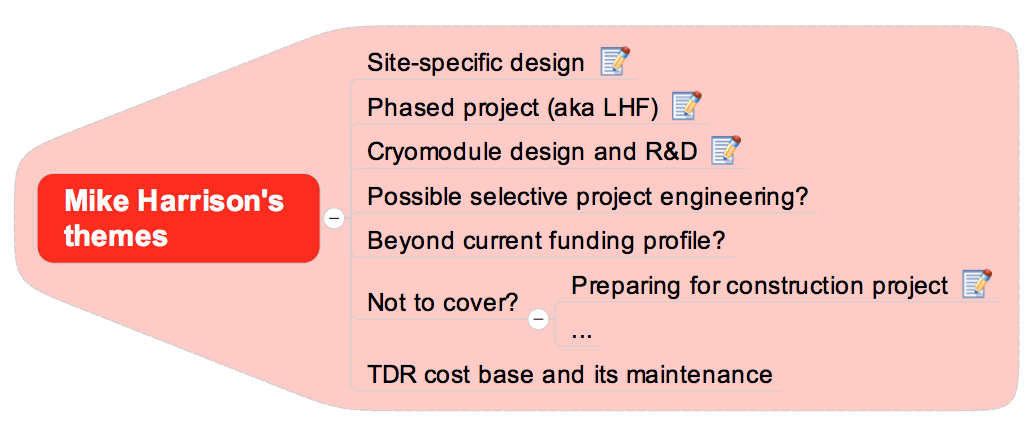 Mike Harrison's
themes
Site-specific design
Phased project (aka LHF)
Cryomodule design and R&D
Possible selective project engineering?
Beyond current funding profile?
Not to cover?
Preparing for construction project
...
TDR cost base and its maintenance